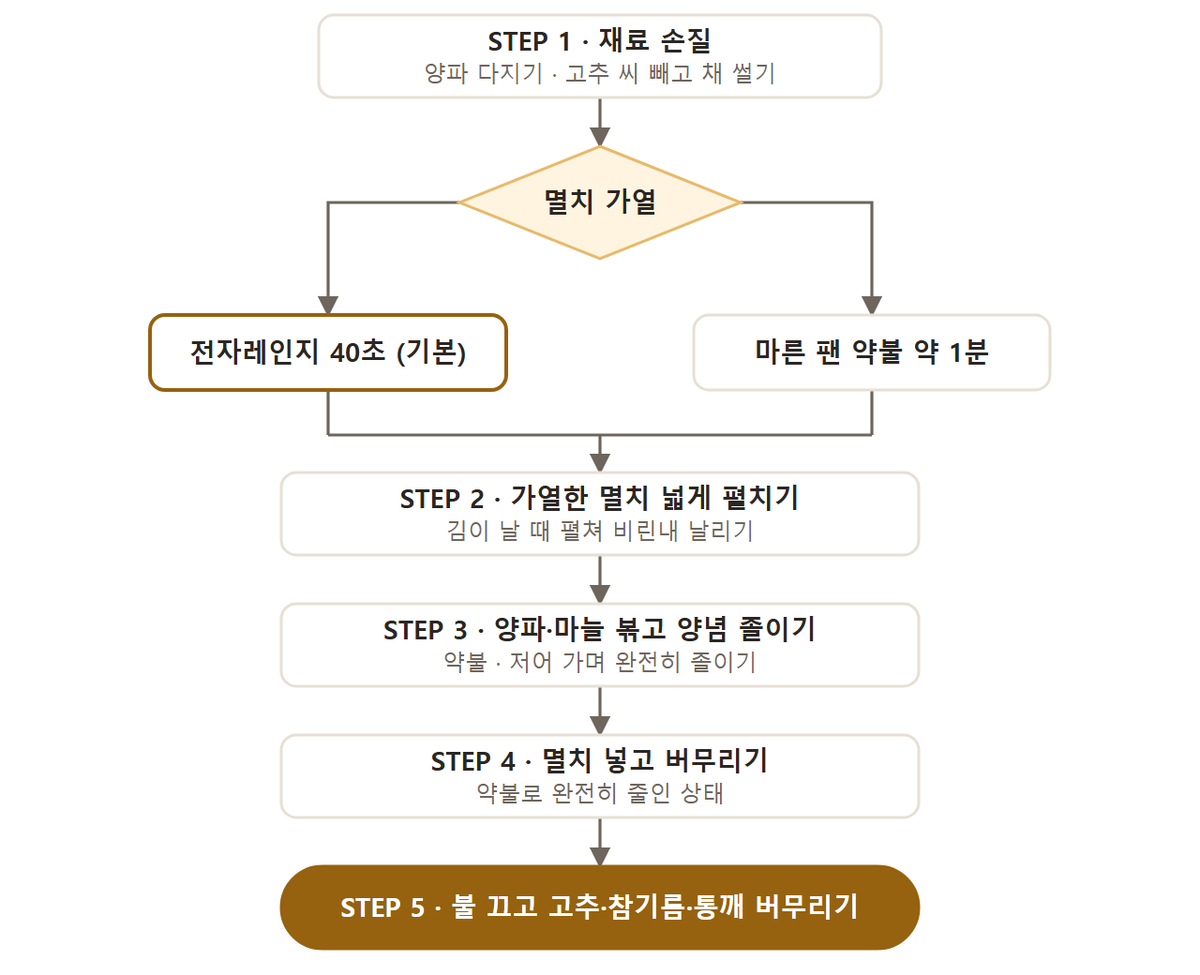 STEP 1 · 재료 손질
양파 다지기 · 고추 씨 빼고 채 썰기
멸치 가열
전자레인지 40초 (기본)
마른 팬 약불 약 1분
STEP 2 · 가열한 멸치 넓게 펼치기
김이 날 때 펼쳐 비린내 날리기
STEP 3 · 양파·마늘 볶고 양념 졸이기
약불 · 저어 가며 완전히 졸이기
STEP 4 · 멸치 넣고 버무리기
약불로 완전히 줄인 상태
STEP 5 · 불 끄고 고추·참기름·통깨 버무리기